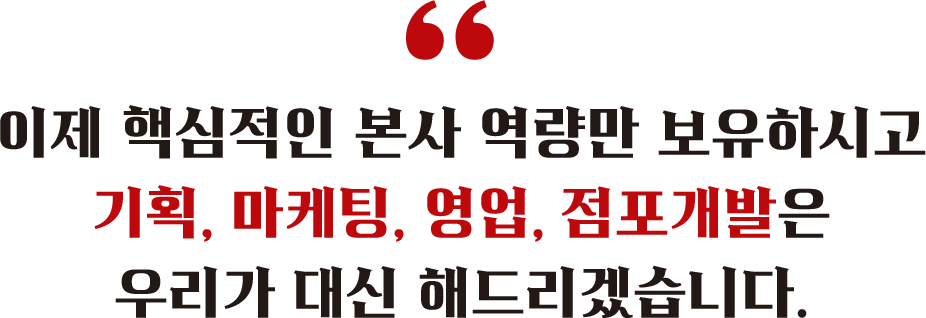 “
이제 핵심적인 본사 역량만 보유하시고
기획, 마케팅, 영업, 점포개발은
우리가 대신 해드리겠습니다.